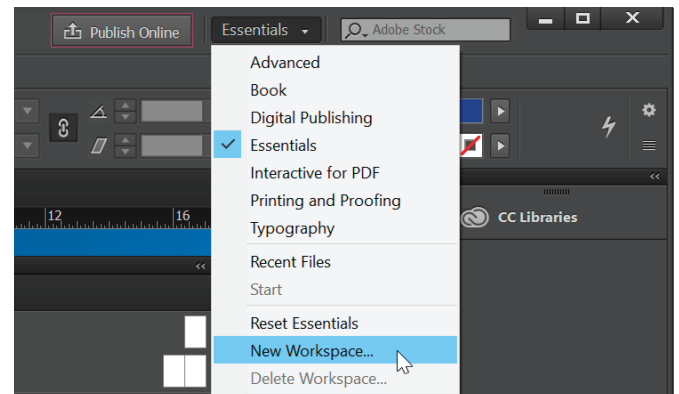 Publish Online
Essentials
Adobe Stock
Advanced
Book
Digital Publishing
Essentials
Interactive for PDF
Printing and Proofing
Typography
12
16
CC Libraries
Recent Files
Start
Reset Essentials
New Workspace...
Delete Workspace...